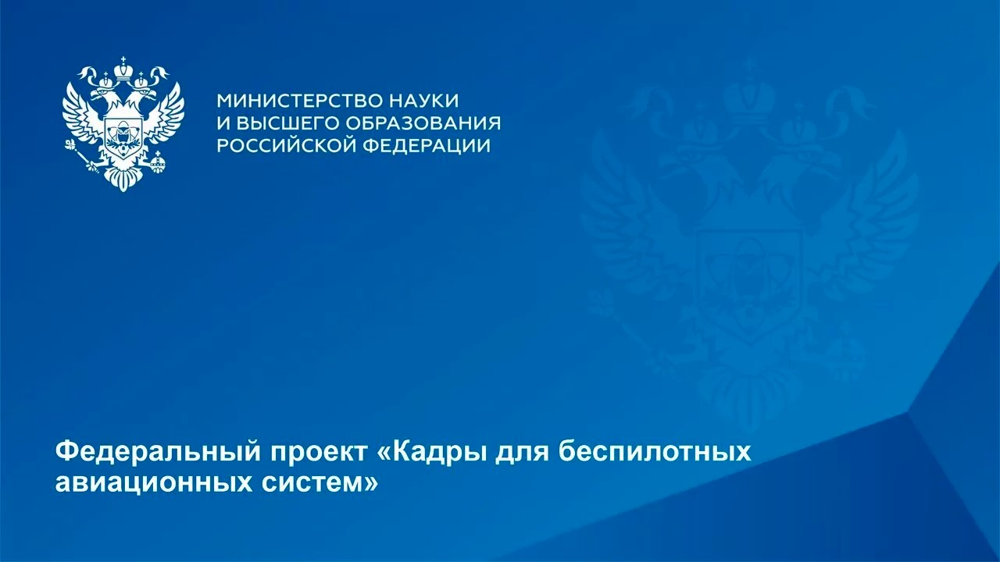 МИНИСТЕРСТВО НАУКИ
И ВЫСШЕГО ОБРАЗОВАНИЯ
РОССИЙСКОЙ ФЕДЕРАЦИИ
Федеральный проект «Кадры для беспилотных
авиационных систем»